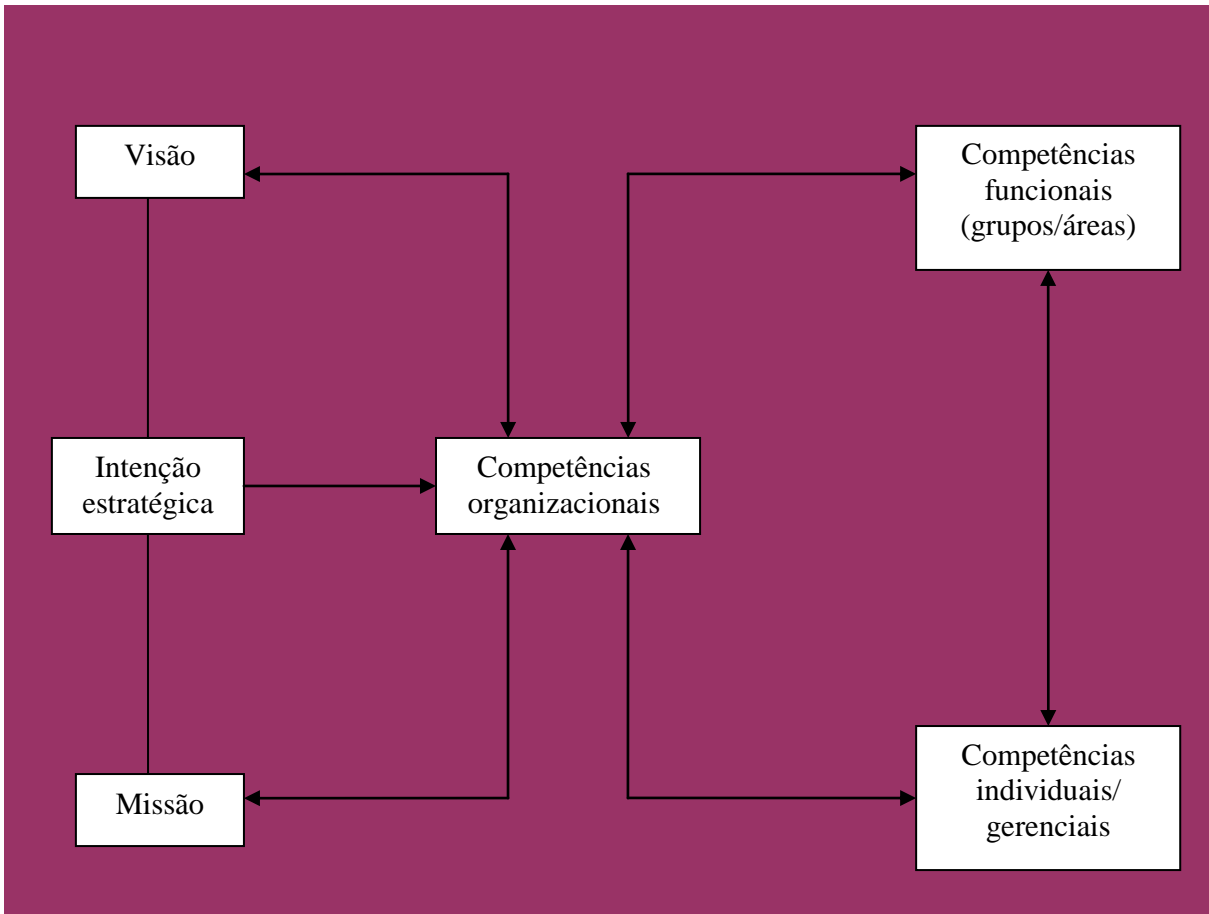 Visão
Competências
funcionais
(grupos/áreas)
Intenção
estratégica
Competências
organizacionais
Missão
Competências
individuais/
gerenciais